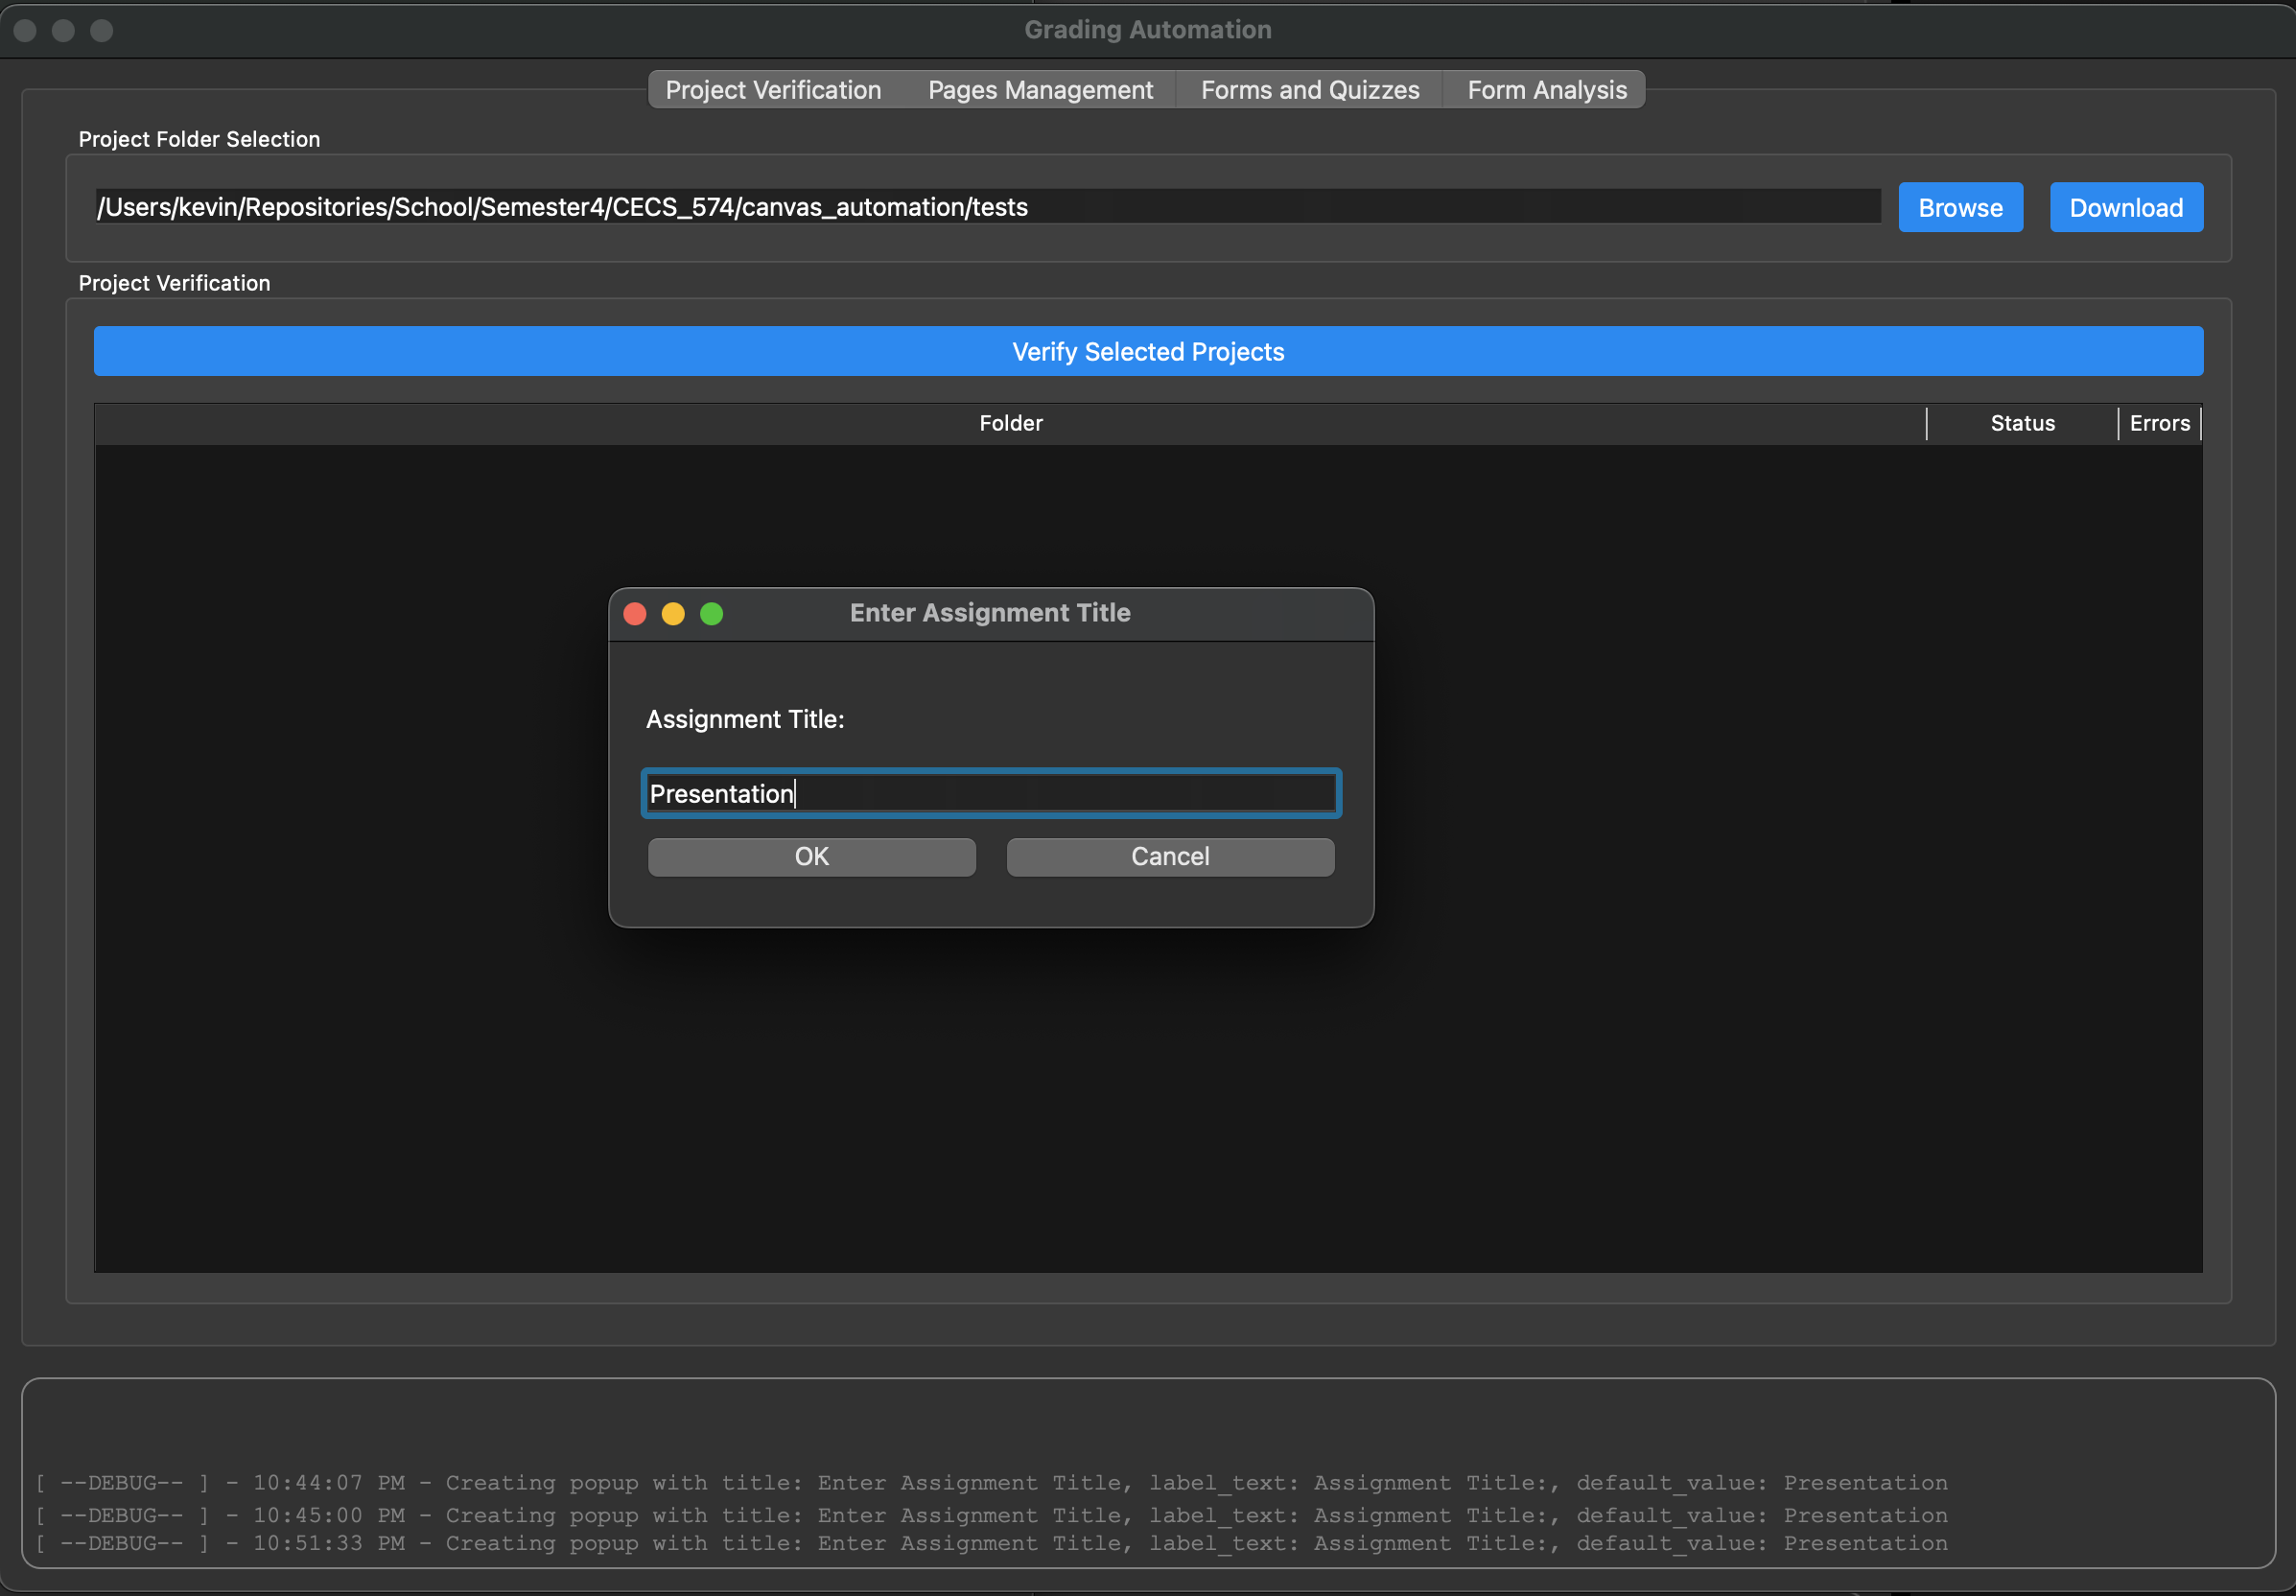 Grading Automation
Project Verification Pages Management Forms and Quizzes Form Analysis
Project Folder Selection
/Users/kevin/Repositories/School/Semester4/CECS_574/canvas_automation/tests Browse Download
Project Verification
Verify Selected Projects
Folder Status Errors
Enter Assignment Title
Assignment Title:
Presentation
OK Cancel
[ --DEBUG-- ] - 10:44:07 PM - Creating popup with title: Enter Assignment Title, label_text: Assignment Title:, default_value: Presentation
[ --DEBUG-- ] - 10:45:00 PM - Creating popup with title: Enter Assignment Title, label_text: Assignment Title:, default_value: Presentation
[ --DEBUG-- ] - 10:51:33 PM - Creating popup with title: Enter Assignment Title, label_text: Assignment Title:, default_value: Presentation